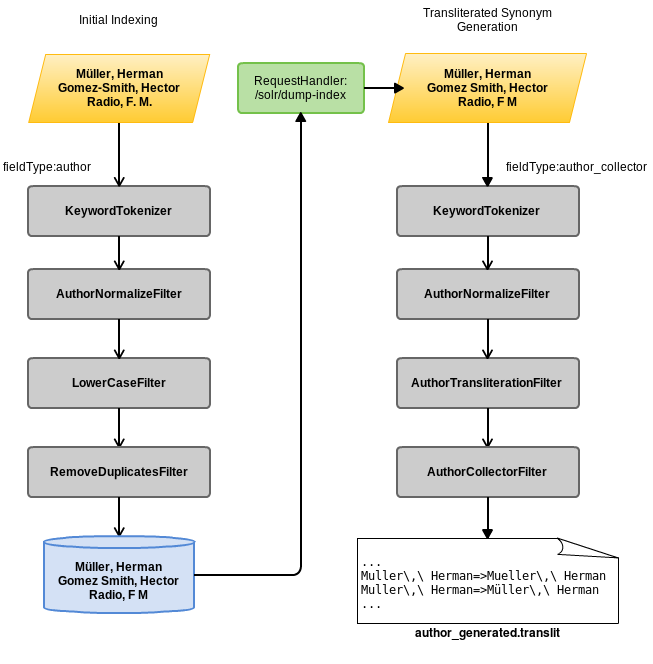 Initial Indexing
Müller, Herman
Gomez-Smith, Hector
Radio, F. M.
fieldType:author
KeywordTokenizer
AuthorNormalizeFilter
LowerCaseFilter
RemoveDuplicatesFilter
Müller, Herman
Gomez Smith, Hector
Radio, F M
RequestHandler:
/solr/dump-index
Transliterated Synonym
Generation
Müller, Herman
Gomez Smith, Hector
Radio, F M
fieldType:author_collector
KeywordTokenizer
AuthorNormalizeFilter
AuthorTransliterationFilter
AuthorCollectorFilter
...
Muller\,\ Herman=>Mueller\,\ Herman
Muller\,\ Herman=>Müller\,\ Herman
...
author_generated.translit